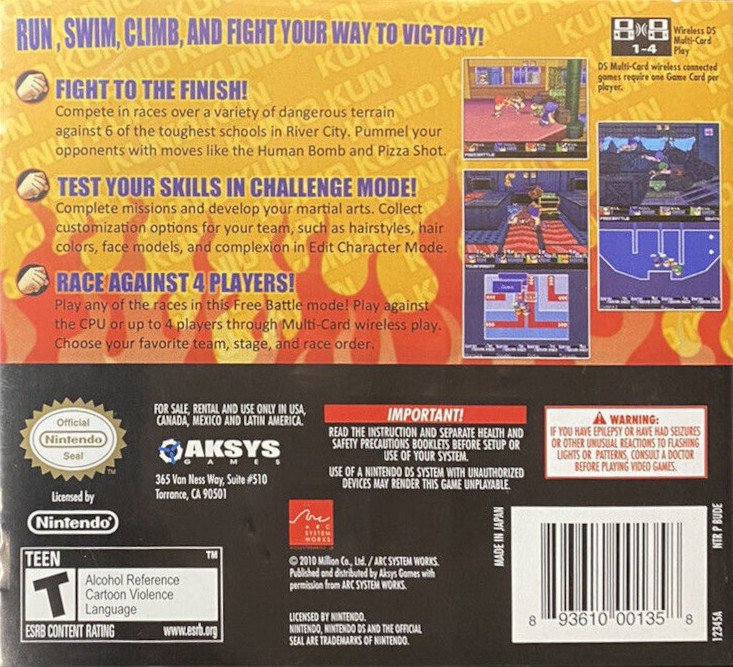 RUN, SWIM, CLIMB, AND FIGHT YOUR WAY TO VICTORY!
Wireless DS
Multi-Card
Play
1-4
DS Multi-Card wireless connected
games require one Game Card per
player.
FIGHT TO THE FINISH!
Compete in races over a variety of dangerous terrain
against 6 of the toughest schools in River City. Pummel your
opponents with moves like the Human Bomb and Pizza Shot.
TEST YOUR SKILLS IN CHALLENGE MODE!
Complete missions and develop your martial arts. Collect
customization options for your team, such as hairstyles, hair
colors, face models, and complexion in Edit Character Mode.
RACE AGAINST 4 PLAYERS!
Play any of the races in this Free Battle mode! Play against
the CPU or up to 4 players through Multi-Card wireless play.
Choose your favorite team, stage, and race order.
Official
Nintendo
Seal
TM
Licensed by
Nintendo®
FOR SALE, RENTAL AND USE ONLY IN USA,
CANADA, MEXICO AND LATIN AMERICA.
AKSYS
GAMES
365 Van Ness Way, Suite #510
Torrance, CA 90501
IMPORTANT!
READ THE INSTRUCTION AND SEPARATE HEALTH AND
SAFETY PRECAUTIONS BOOKLETS BEFORE SETUP OR
USE OF YOUR SYSTEM.
USE OF A NINTENDO DS SYSTEM WITH UNAUTHORIZED
DEVICES MAY RENDER THIS GAME UNPLAYABLE.
WARNING:
IF YOU HAVE EPILEPSY OR HAVE HAD SEIZURES
OR OTHER UNUSUAL REACTIONS TO FLASHING
LIGHTS OR PATTERNS, CONSULT A DOCTOR
BEFORE PLAYING VIDEO GAMES.
TEEN
TM
T
Alcohol Reference
Cartoon Violence
Language
ESRB CONTENT RATING
www.esrb.org
Arc
ARC
SYSTEM
WORKS
© 2010 Million Co., Ltd. / ARC SYSTEM WORKS.
Published and distributed by Aksys Games with
permission from ARC SYSTEM WORKS.
LICENSED BY NINTENDO.
NINTENDO, NINTENDO DS AND THE OFFICIAL
SEAL ARE TRADEMARKS OF NINTENDO.
MADE IN JAPAN
8 93610 00135 8
NTR P BUDE
12345A